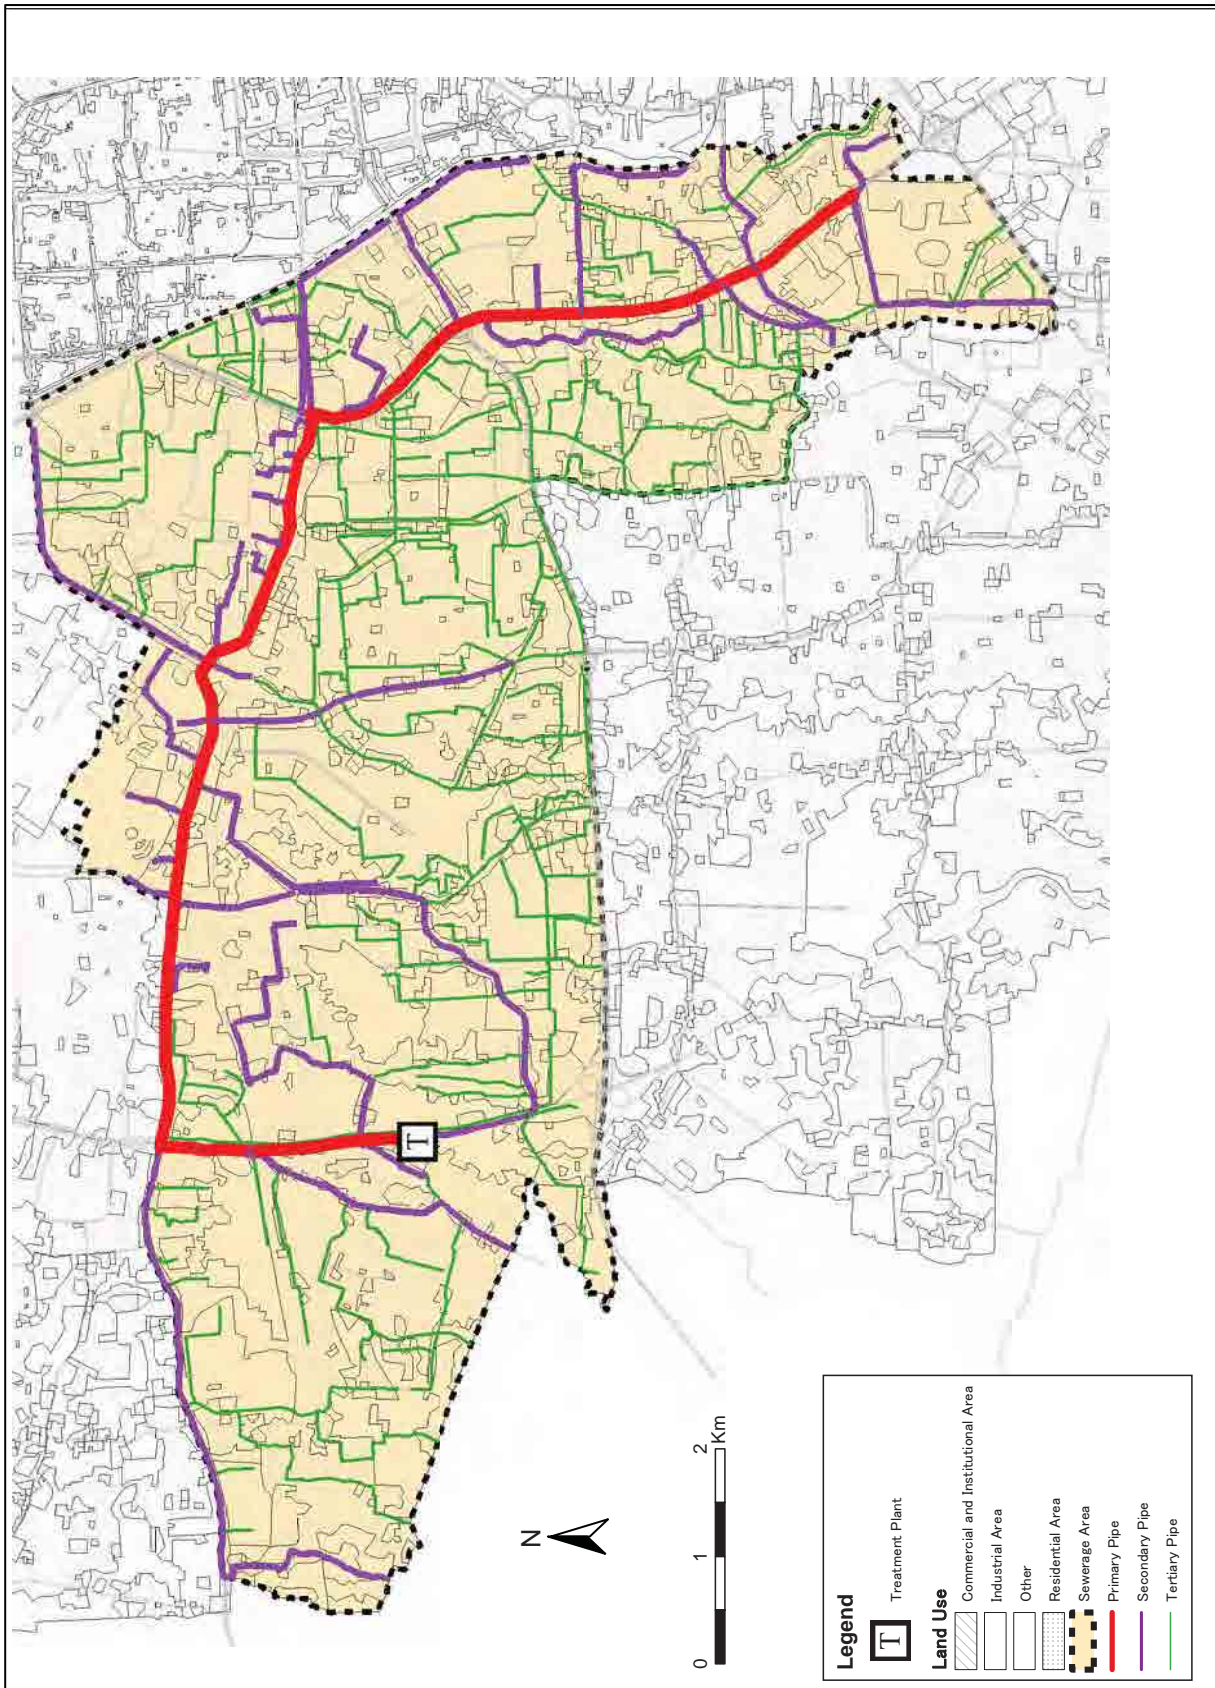 T
N
0
1
2
Km
Legend
T
Treatment Plant
Land Use
Commercial and Institutional Area
Industrial Area
Other
Residential Area
Sewerage Area
Primary Pipe
Secondary Pipe
Tertiary Pipe